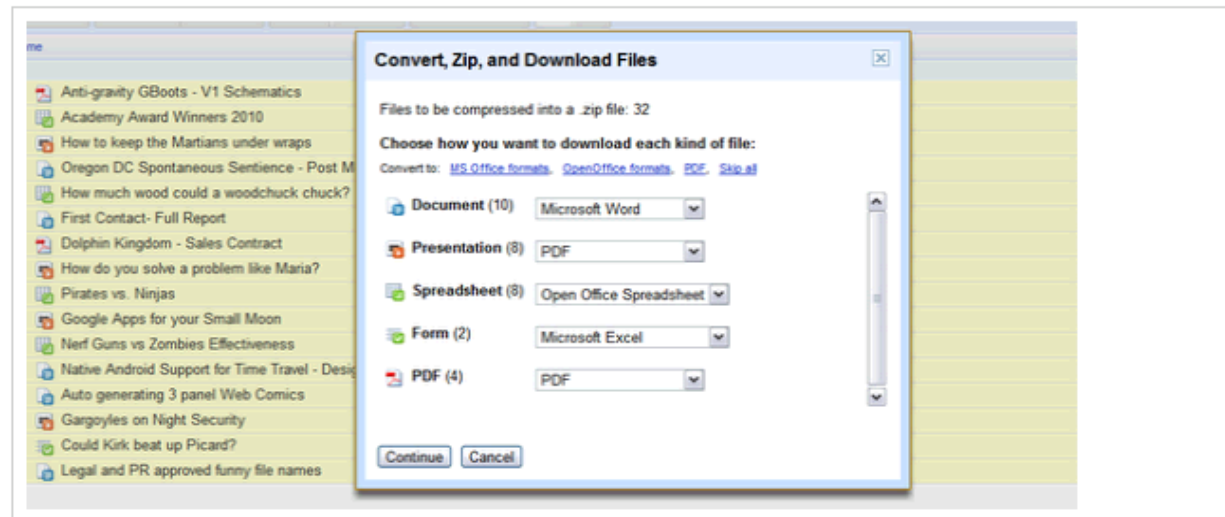 me
Anti-gravity GBoots - V1 Schematics
Academy Award Winners 2010
How to keep the Martians under wraps
Oregon DC Spontaneous Sentience - Post M
How much wood could a woodchuck chuck?
First Contact- Full Report
Dolphin Kingdom - Sales Contract
How do you solve a problem like Maria?
Pirates vs. Ninjas
Google Apps for your Small Moon
Nerf Guns vs Zombies Effectiveness
Native Android Support for Time Travel - Desig
Auto generating 3 panel Web Comics
Gargoyles on Night Security
Could Kirk beat up Picard?
Legal and PR approved funny file names
Convert, Zip, and Download Files
Files to be compressed into a .zip file: 32
Choose how you want to download each kind of file:
Convert to: MS Office formats, OpenOffice formats, PDF, Skip all
Document (10) Microsoft Word
Presentation (8) PDF
Spreadsheet (8) Open Office Spreadsheet
Form (2) Microsoft Excel
PDF (4) PDF
Continue Cancel